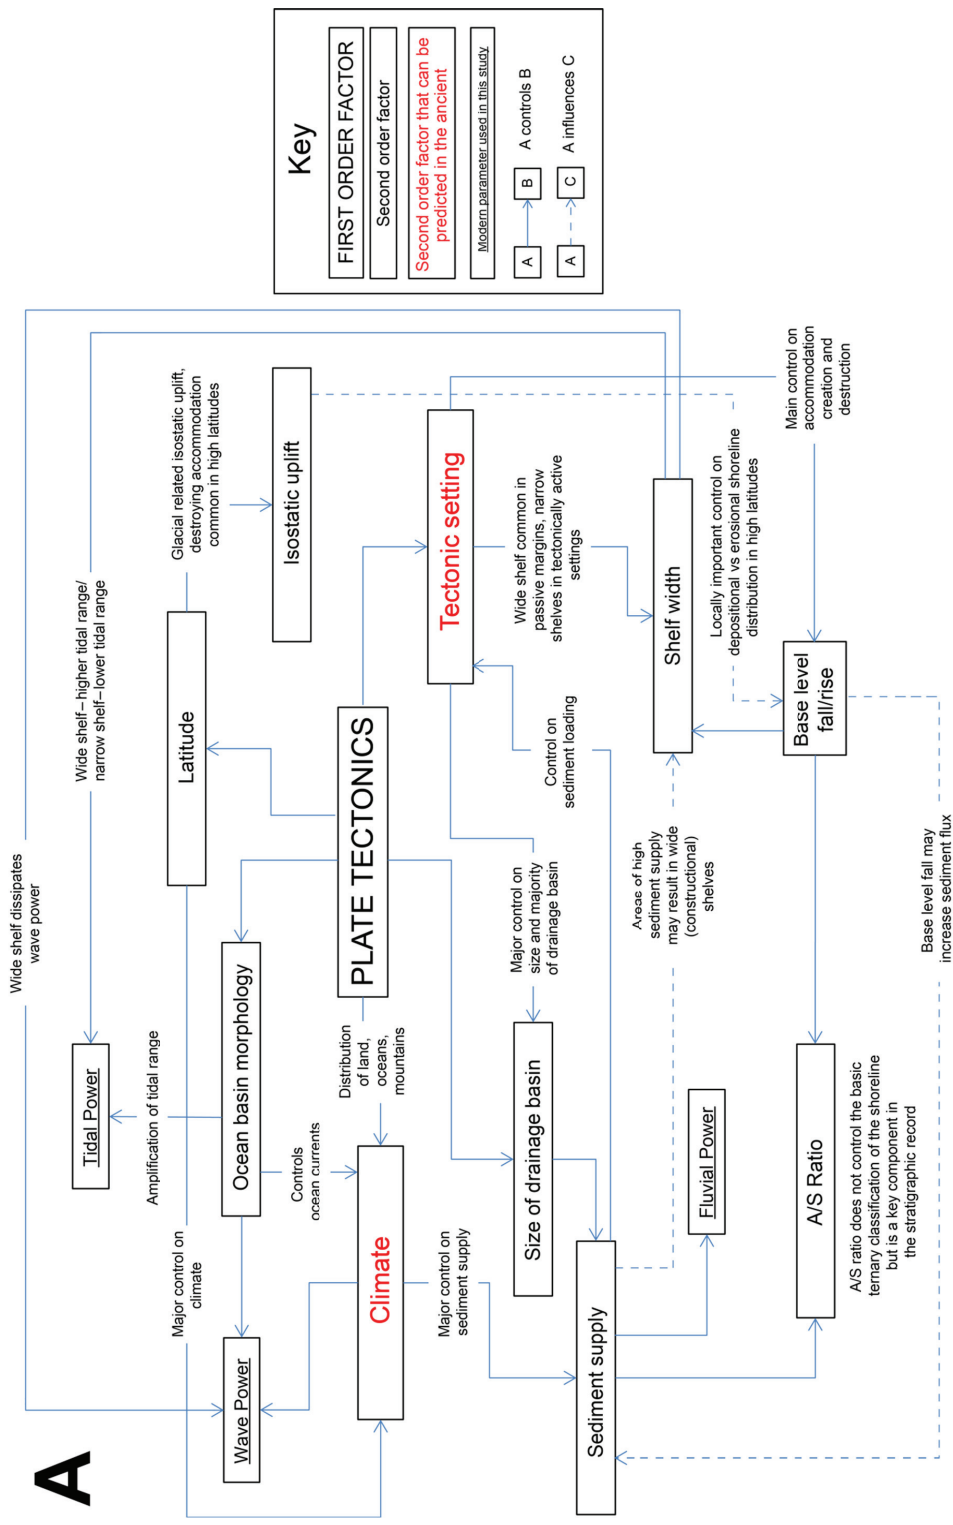 A
Wide shelf dissipates
wave power
Wide shelf–higher tidal range/
narrow shelf–lower tidal range
Tidal Power
Amplification of tidal range
Major control on
climate
Latitude
Glacial related isostatic uplift,
destroying accommodation
common in high latitudes
Wave Power
Ocean basin morphology
Controls
ocean currents
Isostatic uplift
Distribution
of land,
oceans,
mountains
PLATE TECTONICS
Climate
Major control on
sediment supply
Tectonic setting
Size of drainage basin
Major control on
size and majority
of drainage basin
Control on
sediment loading
Wide shelf common in
passive margins, narrow
shelves in tectonically active
settings
Sediment supply
Areas of high
sediment supply
may result in wide
(constructional)
shelves
Shelf width
Fluvial Power
Locally important control on
depositional vs erosional shoreline
distribution in high latitudes
Main control on
accommodation
creation and
destruction
A/S Ratio
Base level
fall/rise
A/S ratio does not control the basic
ternary classification of the shoreline
but is a key component in
the stratigraphic record
Base level fall may
increase sediment flux
Key
FIRST ORDER FACTOR
Second order factor
Second order factor that can be
predicted in the ancient
Modern parameter used in this study
A
B
A controls B
A
C
A influences C